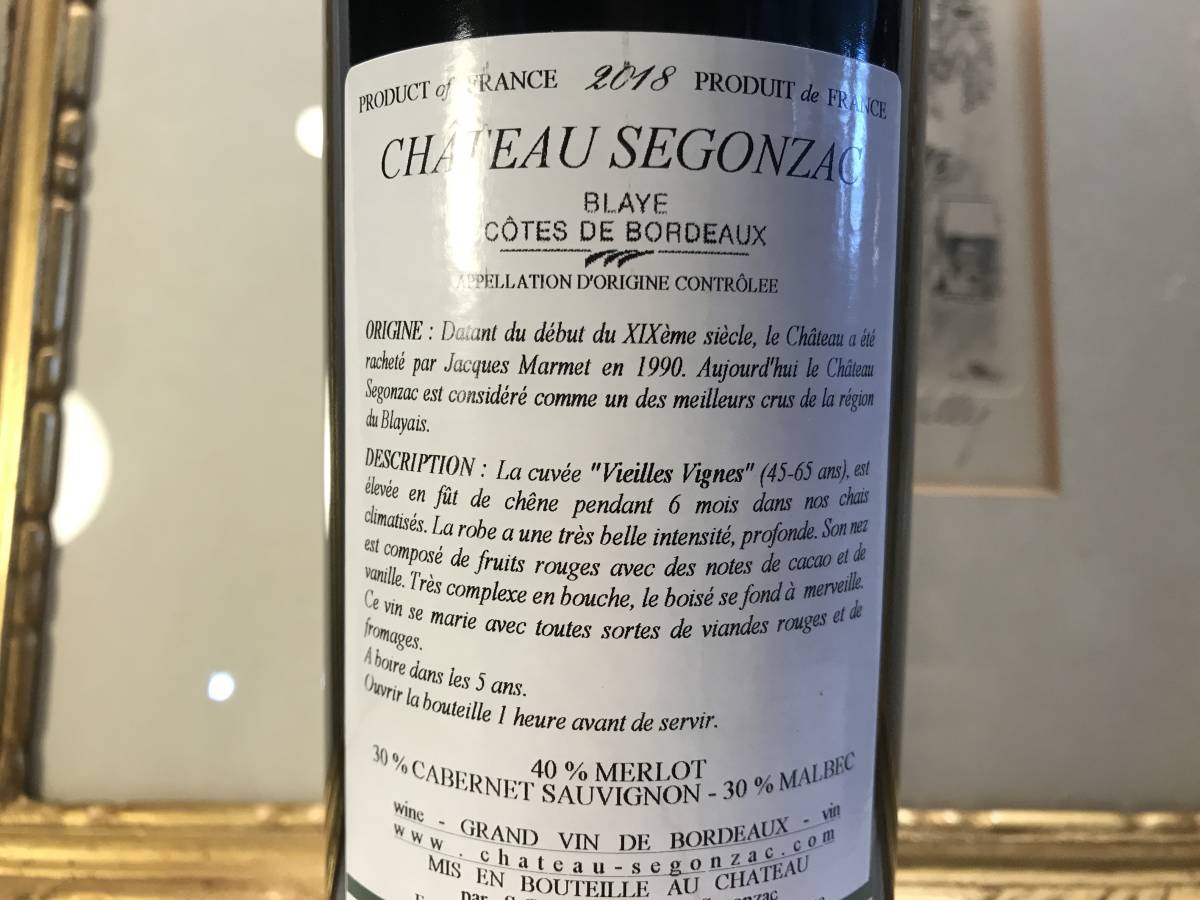 PRODUCT of FRANCE 2018 PRODUIT de FRANCE
CHÂTEAU SEGONZAC
BLAYE
CÔTES DE BORDEAUX
APPELLATION D'ORIGINE CONTRÔLEE
ORIGINE : Datant du début du XIXème siècle, le Château a été
racheté par Jacques Marmet en 1990. Aujourd'hui le Château
Segonzac est considéré comme un des meilleurs crus de la région
du Blayais.
DESCRIPTION : La cuvée "Vieilles Vignes" (45-65 ans), est
élevée en fût de chêne pendant 6 mois dans nos chais
climatisés. La robe a une très belle intensité, profonde. Son nez
est composé de fruits rouges avec des notes de cacao et de
vanille. Très complexe en bouche, le boisé se fond à merveille.
Ce vin se marie avec toutes sortes de viandes rouges et de
fromages.
A boire dans les 5 ans.
Ouvrir la bouteille 1 heure avant de servir.
40 % MERLOT
30 % CABERNET SAUVIGNON - 30 % MALBEC
wine - GRAND VIN DE BORDEAUX - vin
www.chateau-segonzac.com
MIS EN BOUTEILLE AU CHATEAU
par